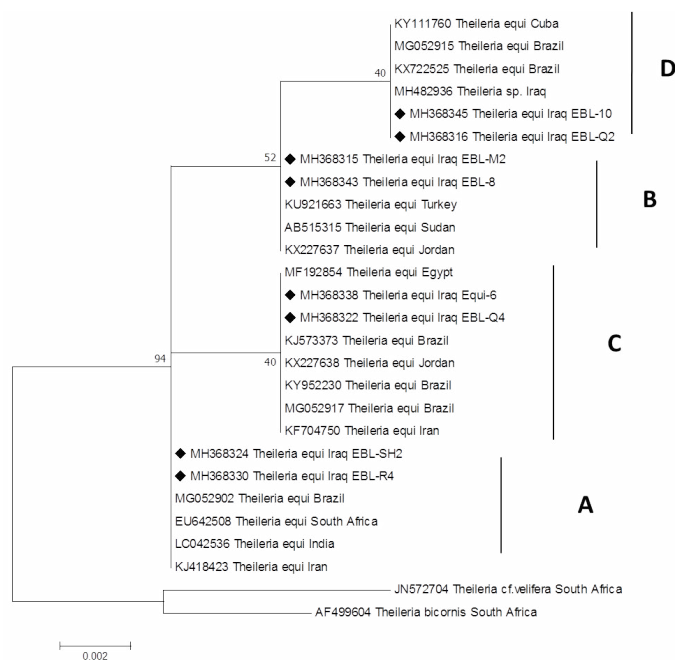 KY111760 Theileria equi Cuba
MG052915 Theileria equi Brazil
40
KX722525 Theileria equi Brazil
D
MH482936 Theileria sp. Iraq
MH368345 Theileria equi Iraq EBL-10
MH368316 Theileria equi Iraq EBL-Q2
52
MH368315 Theileria equi Iraq EBL-M2
MH368343 Theileria equi Iraq EBL-8
B
KU921663 Theileria equi Turkey
AB515315 Theileria equi Sudan
KX227637 Theileria equi Jordan
MF192854 Theileria equi Egypt
MH368338 Theileria equi Iraq Equi-6
MH368322 Theileria equi Iraq EBL-Q4
KJ573373 Theileria equi Brazil
C
94
40
KX227638 Theileria equi Jordan
KY952230 Theileria equi Brazil
MG052917 Theileria equi Brazil
KF704750 Theileria equi Iran
MH368324 Theileria equi Iraq EBL-SH2
MH368330 Theileria equi Iraq EBL-R4
MG052902 Theileria equi Brazil
A
EU642508 Theileria equi South Africa
LC042536 Theileria equi India
KJ418423 Theileria equi Iran
JN572704 Theileria cf.velifera South Africa
AF499604 Theileria bicornis South Africa
0.002